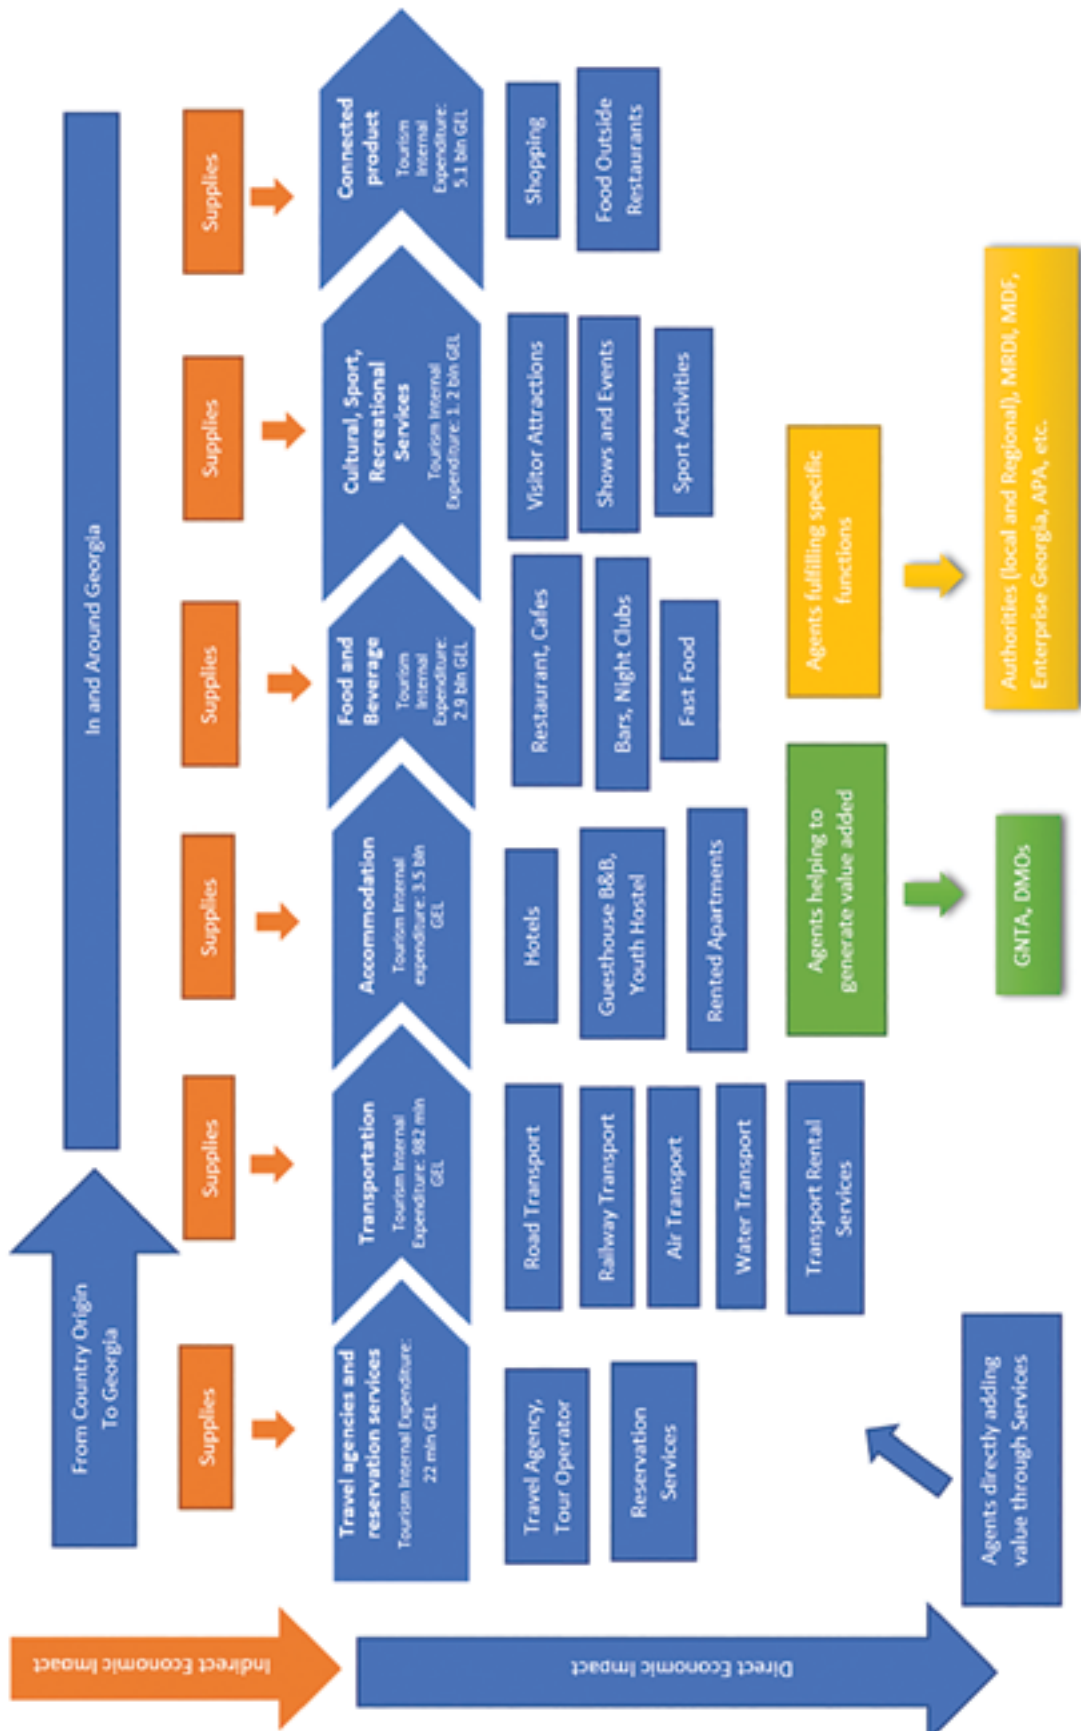 Indirect Economic Impact
Direct Economic Impact
From Country Origin
To Georgia
In and Around Georgia
Supplies
Supplies
Supplies
Supplies
Supplies
Supplies
Travel agencies and
reservation services
Tourism Internal Expenditure:
22 mln GEL
Transportation
Tourism Internal
Expenditure: 982 mln
GEL
Accommodation
Tourism Internal
expenditure: 3.5 bln
GEL
Food and
Beverage
Tourism
Internal
Expenditure:
2.9 bln GEL
Cultural, Sport,
Recreational
Services
Tourism Internal
Expenditure: 1. 2 bln GEL
Connected
product
Tourism
Internal
Expenditure:
5.1 bln GEL
Travel Agency,
Tour Operator
Reservation
Services
Road Transport
Railway Transport
Air Transport
Water Transport
Transport Rental
Services
Hotels
Guesthouse B&B,
Youth Hostel
Rented Apartments
Restaurant, Cafes
Bars, Night Clubs
Fast Food
Visitor Attractions
Shows and Events
Sport Activities
Shopping
Food Outside
Restaurants
Agents directly adding
value through Services
Agents helping to
generate value added
GNTA, DMOs
Agents fulfilling specific
functions
Authorities (local and Regional), MRDI, MDF,
Enterprise Georgia, APA, etc.